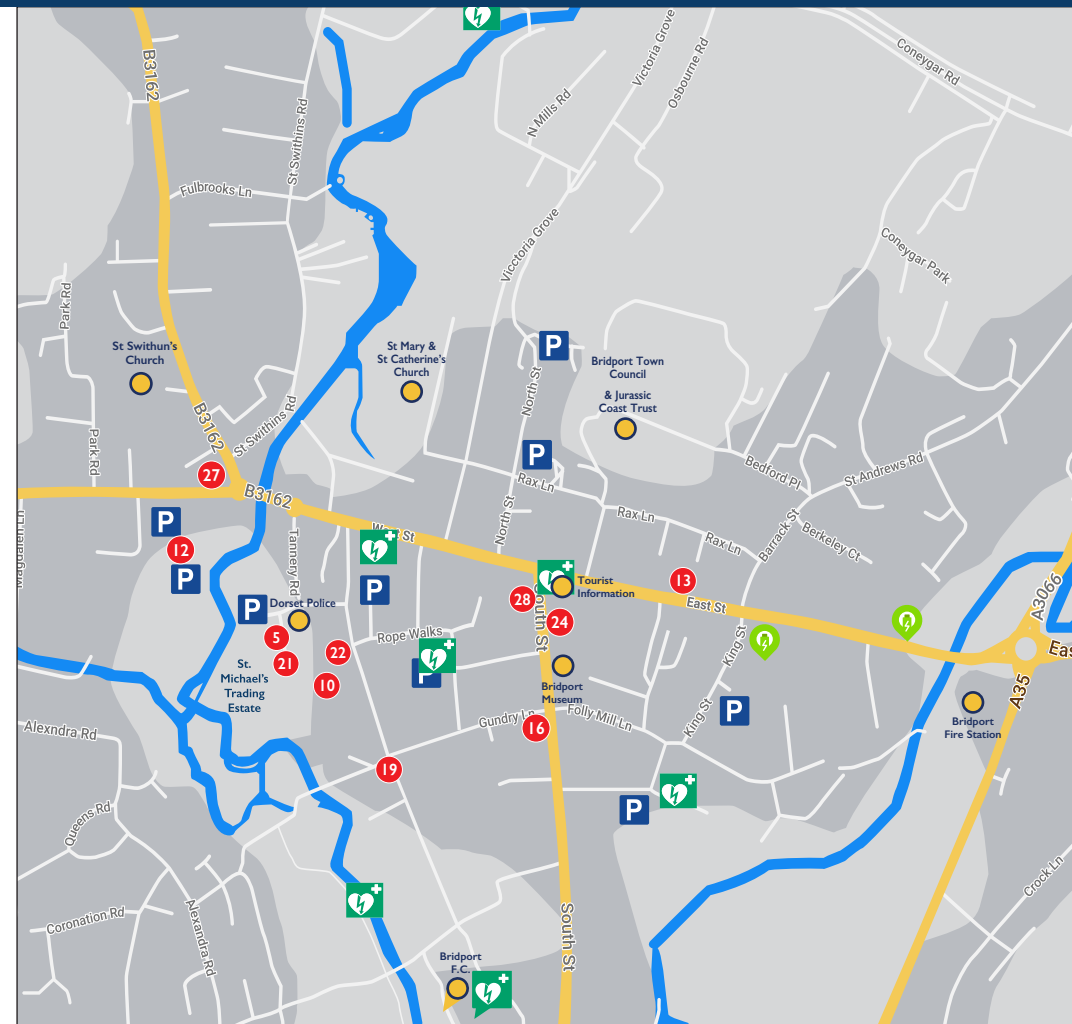 B3162
Victoria Grove
Osbourne Rd
Coneygar Rd
N Mills Rd
St Swithins Rd
Fulbrooks Ln
Vicctoria Grove
Coneygar Park
Park Rd
St Swithun's
Church
St Mary &
St Catherine's
Church
P
Bridport Town
Council
& Jurassic
Coast Trust
North St
B3162
St Swithins Rd
Park Rd
P
27
Rax Ln
Bedford Pl
St Andrews Rd
B3162
North St
Rax Ln
Rax Ln
Barrack St
Berkeley Ct
Magdalen Ln
P
12
P
Tannery Rd
St
P
Tourist
Information
13
East St
A3066
P
Dorset Police
28
South St
24
5
21
22
10
Rope Walks
P
King St
East
A35
St.
Michael's
Trading
Estate
Bridport
Museum
Gundry Ln
16
Folly Mill Ln
King St
P
Bridport
Fire Station
Alexndra Rd
19
P
Queens Rd
Coronation Rd
Alexandra Rd
South St
Crock Ln
Bridport
F.C.